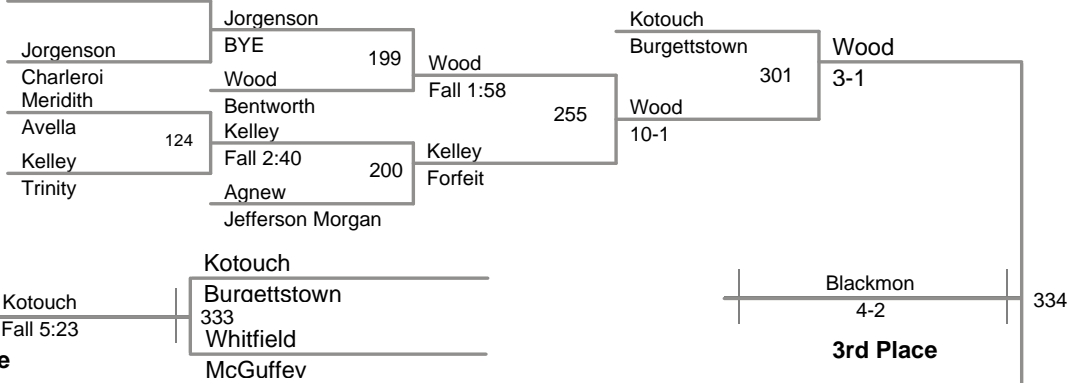 Jorgenson
BYE
199
Wood
Bentworth
Jorgenson
Charleroi
Meridith
Avella
124
Kelley
Trinity
Kelley
Fall 2:40
200
Agnew
Jefferson Morgan
Wood
Fall 1:58
255
Kelley
Forfeit
Kotouch
Burgettstown
301
Wood
10-1
Wood
3-1
Kotouch
Fall 5:23
Kotouch
Burgettstown
333
Whitfield
McGuffey
Blackmon
4-2
3rd Place
334